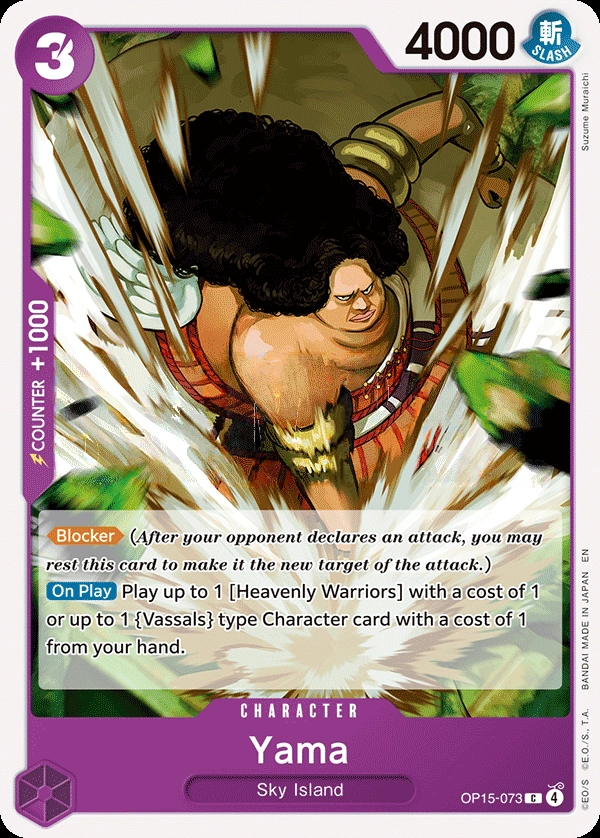 3
4000
斬
SLASH
Suzume Muraichi
COUNTER +1000
Blocker (After your opponent declares an attack, you may
rest this card to make it the new target of the attack.)
On Play Play up to 1 [Heavenly Warriors] with a cost of 1
or up to 1 {Vassals} type Character card with a cost of 1
from your hand.
CHARACTER
Yama
Sky Island
OP15-073 C 4
©EO/S ©E.O./S., T.A. BANDAI MADE IN JAPAN EN